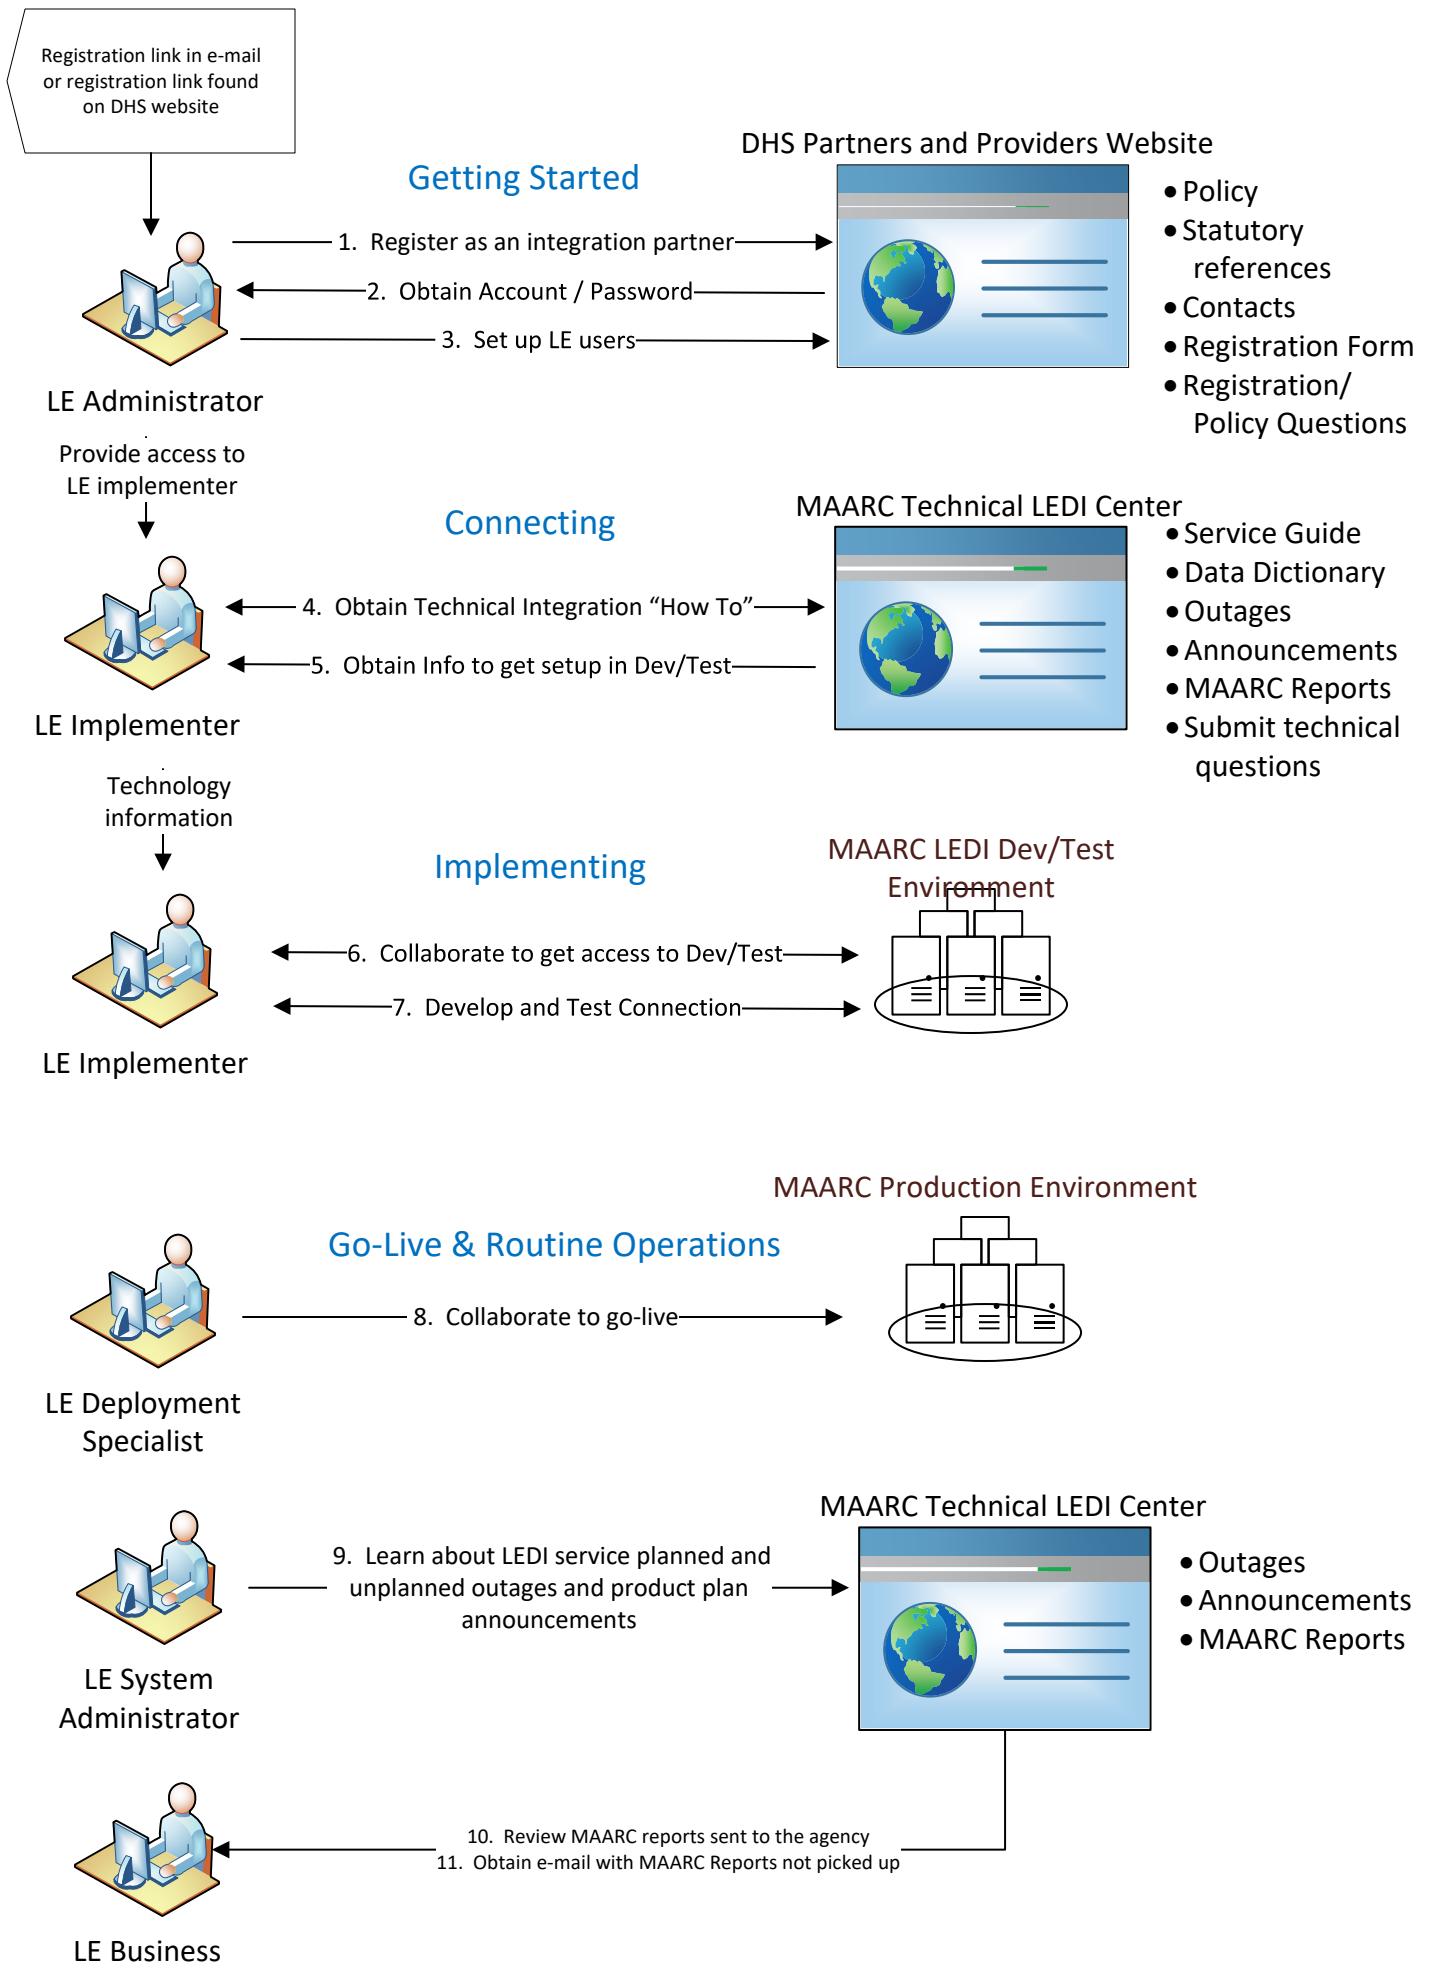 Registration link in e-mail
or registration link found
on DHS website
DHS Partners and Providers Website
Getting Started
1. Register as an integration partner
2. Obtain Account / Password
3. Set up LE users
• Policy
• Statutory
references
• Contacts
• Registration Form
• Registration/
Policy Questions
LE Administrator
Provide access to
LE implementer
Connecting
MAARC Technical LEDI Center
4. Obtain Technical Integration “How To”
5. Obtain Info to get setup in Dev/Test
• Service Guide
• Data Dictionary
• Outages
• Announcements
• MAARC Reports
• Submit technical
questions
LE Implementer
Technology
information
Implementing
MAARC LEDI Dev/Test
Environment
6. Collaborate to get access to Dev/Test
7. Develop and Test Connection
LE Implementer
MAARC Production Environment
Go-Live & Routine Operations
8. Collaborate to go-live
LE Deployment
Specialist
MAARC Technical LEDI Center
9. Learn about LEDI service planned and
unplanned outages and product plan
announcements
• Outages
• Announcements
• MAARC Reports
LE System
Administrator
10. Review MAARC reports sent to the agency
11. Obtain e-mail with MAARC Reports not picked up
LE Business